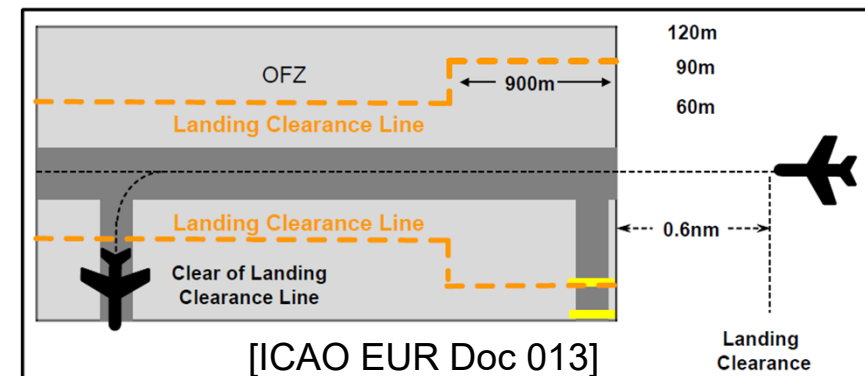 120m
OFZ
90m
900m
60m
Landing Clearance Line
Landing Clearance Line
0.6nm
Clear of Landing
Clearance Line
Landing
Clearance
[ICAO EUR Doc 013]